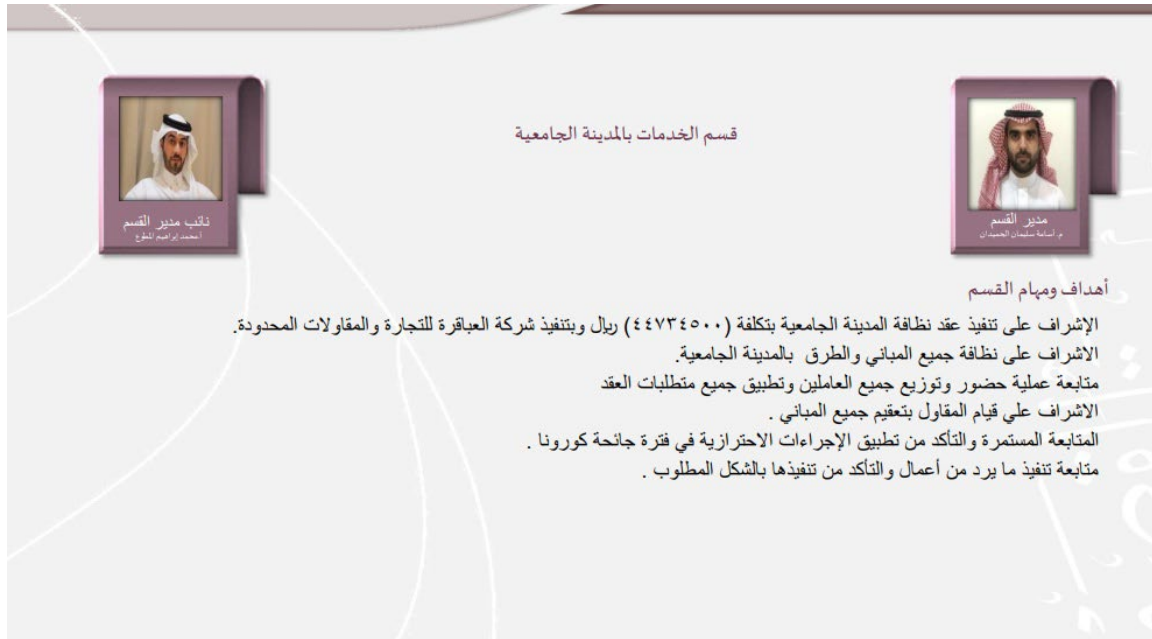 قسم الخدمات بالمدينة الجامعية
مدير القسم
م. أسامة سليمان الحميدان
نائب مدير القسم
أحمد إبراهيم المطوع
أهداف ومهام القسم
الإشراف على تنفيذ عقد نظافة المدينة الجامعية بتكلفة (٤٤٧٣٤٥٠٠) ريال وبتنفيذ شركة العباقرة للتجارة والمقاولات المحدودة.
الاشراف على نظافة جميع المباني والطرق بالمدينة الجامعية.
متابعة عملية حضور وتوزيع جميع العاملين وتطبيق جميع متطلبات العقد
الاشراف علي قيام المقاول بتعقيم جميع المباني .
المتابعة المستمرة والتأكد من تطبيق الإجراءات الاحترازية في فترة جائحة كورونا .
متابعة تنفيذ ما يرد من أعمال والتأكد من تنفيذها بالشكل المطلوب .